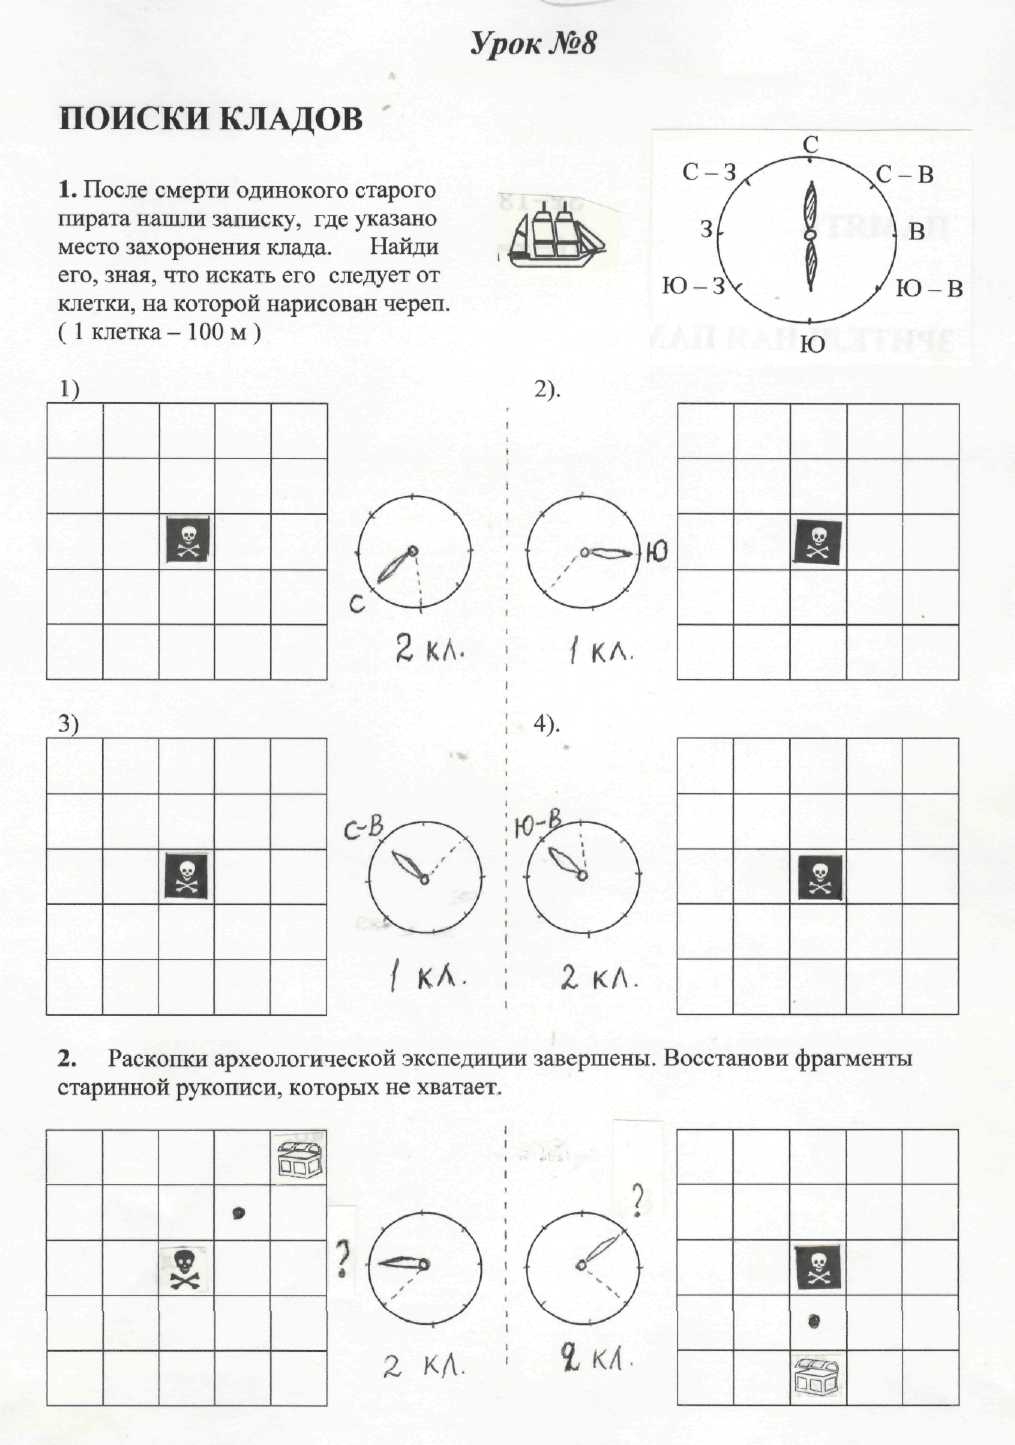 Урок №8
ПОИСКИ КЛАДОВ
1. После смерти одинокого старого
пирата нашли записку, где указано
место захоронения клада. Найди
его, зная, что искать его следует от
клетки, на которой нарисован череп.
( 1 клетка – 100 м )
С
С – З
С – В
З
В
Ю – З
Ю – В
Ю
1)
2).
С
Ю
2 кл.
1 кл.
3)
4).
С-В
Ю-В
1 кл.
2 кл.
2. Раскопки археологической экспедиции завершены. Восстанови фрагменты
старинной рукописи, которых не хватает.
?
?
2 кл.
2 кл.